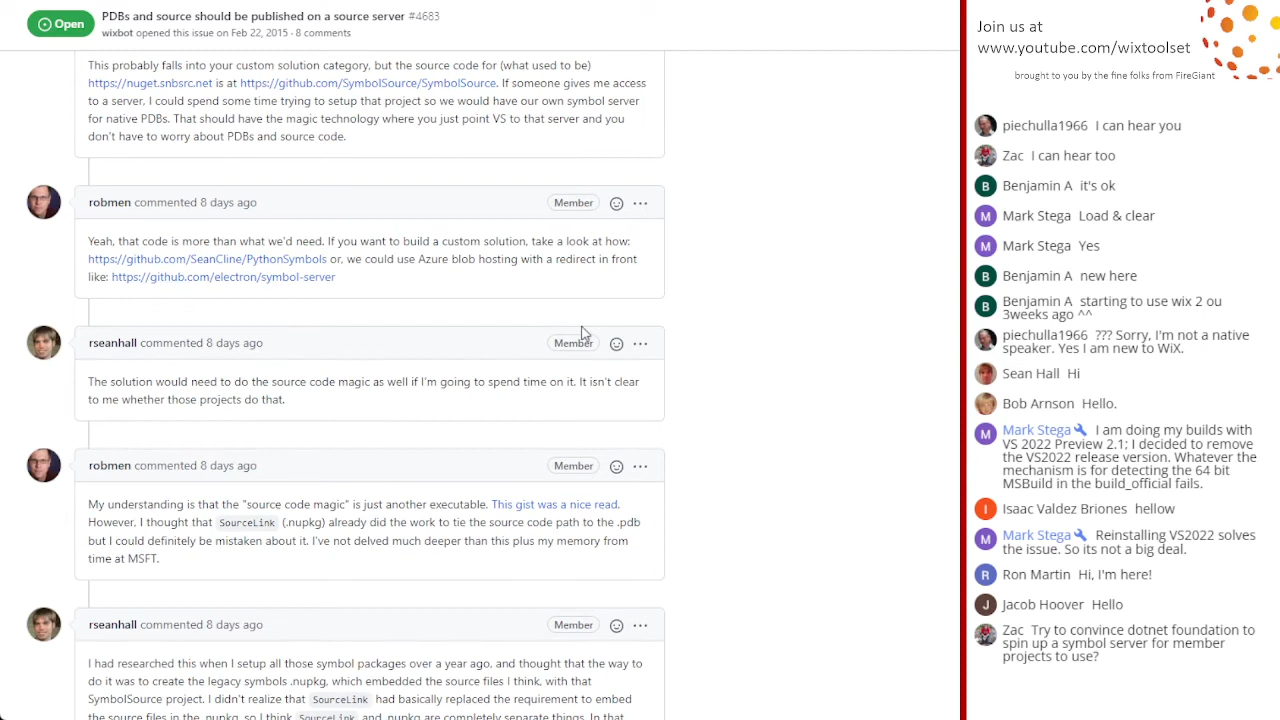 Open
PDBs and source should be published on a source server #4683
wixbot opened this issue on Feb 22, 2015 · 8 comments
This probably falls into your custom solution category, but the source code for (what used to be)
https://nuget.snbsrc.net is at https://github.com/SymbolSource/SymbolSource. If someone gives me access
to a server, I could spend some time trying to setup that project so we would have our own symbol server
for native PDBs. That should have the magic technology where you just point VS to that server and you
don't have to worry about PDBs and source code.
robmen commented 8 days ago
Member
Yeah, that code is more than what we'd need. If you want to build a custom solution, take a look at how:
https://github.com/SeanCline/PythonSymbols or, we could use Azure blob hosting with a redirect in front
like: https://github.com/electron/symbol-server
rseanhall commented 8 days ago
Member
The solution would need to do the source code magic as well if I'm going to spend time on it. It isn't clear
to me whether those projects do that.
robmen commented 8 days ago
Member
My understanding is that the "source code magic" is just another executable. This gist was a nice read.
However, I thought that SourceLink (.nupkg) already did the work to tie the source code path to the .pdb
but I could definitely be mistaken about it. I've not delved much deeper than this plus my memory from
time at MSFT.
rseanhall commented 8 days ago
Member
I had researched this when I setup all those symbol packages over a year ago, and thought that the way to
do it was to create the legacy symbols .nupkg, which embedded the source files I think, with that
SymbolSource project. I didn't realize that SourceLink had basically replaced the requirement to embed
the source files in the .nupkg, so I think SourceLink and .nupkg are completely separate things. In that
Join us at
www.youtube.com/wixtoolset
brought to you by the fine folks from FireGiant
piechulla1966 I can hear you
Zac I can hear too
B Benjamin A it's ok
M Mark Stega Load & clear
M Mark Stega Yes
B Benjamin A new here
B Benjamin A starting to use wix 2 ou
3weeks ago ^^
piechulla1966 ??? Sorry, I'm not a native
speaker. Yes I am new to WiX.
Sean Hall Hi
Bob Arnson Hello.
M Mark Stega I am doing my builds with
VS 2022 Preview 2.1; I decided to remove
the VS2022 release version. Whatever the
mechanism is for detecting the 64 bit
MSBuild in the build_official fails.
I Isaac Valdez Briones hellow
M Mark Stega Reinstalling VS2022 solves
the issue. So its not a big deal.
R Ron Martin Hi, I'm here!
J Jacob Hoover Hello
Zac Try to convince dotnet foundation to
spin up a symbol server for member
projects to use?